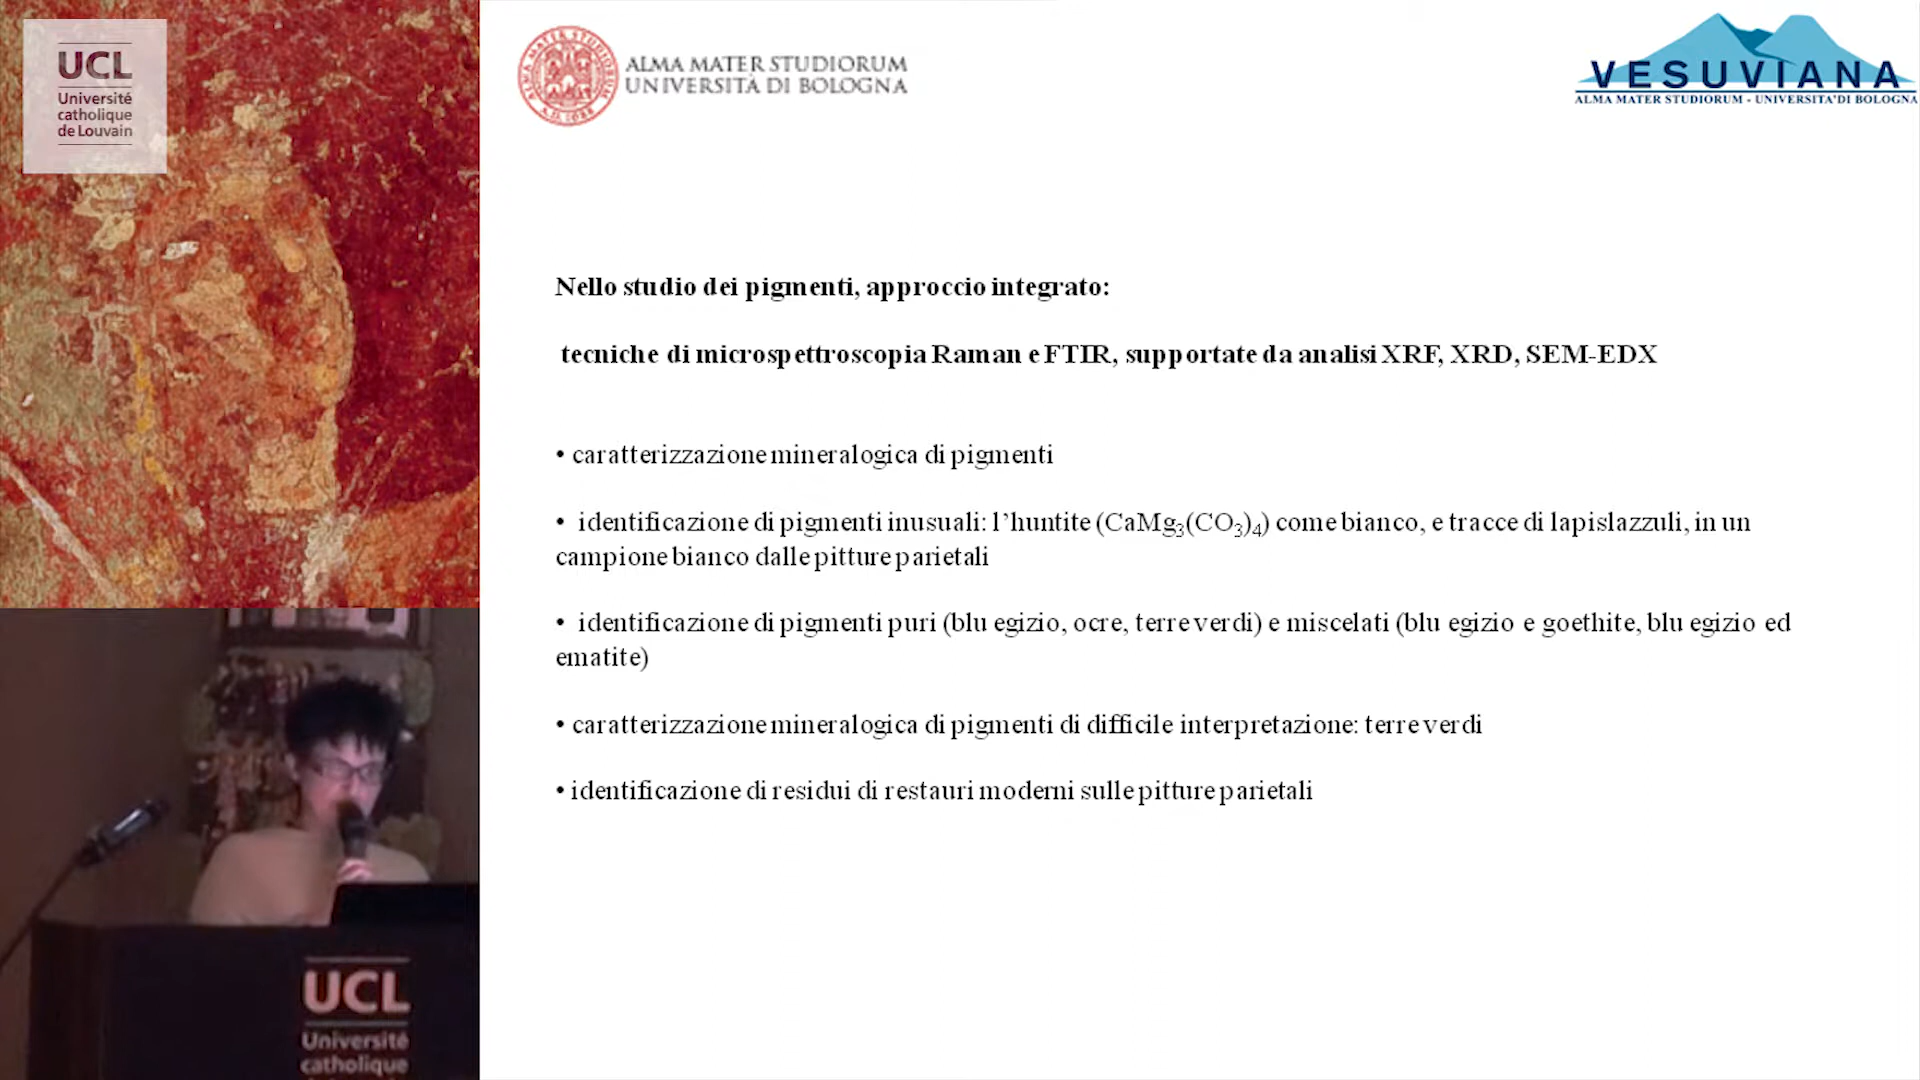 UCL
Université
catholique
de Louvain
ALMA MATER STUDIORUM
UNIVERSITÀ DI BOLOGNA
VESUVIANA
ALMA MATER STUDIORUM - UNIVERSITA'DI BOLOGNA
Nello studio dei pigmenti, approccio integrato:
tecniche di microspettroscopia Raman e FTIR, supportate da analisi XRF, XRD, SEM-EDX
• caratterizzazione mineralogica di pigmenti
• identificazione di pigmenti inusuali: l’huntite (CaMg₃(CO₃)₄) come bianco, e tracce di lapislazzuli, in un
campione bianco dalle pitture parietali
• identificazione di pigmenti puri (blu egizio, ocre, terre verdi) e miscelati (blu egizio e goethite, blu egizio ed
ematite)
• caratterizzazione mineralogica di pigmenti di difficile interpretazione: terre verdi
• identificazione di residui di restauri moderni sulle pitture parietali
UCL
Université
catholique